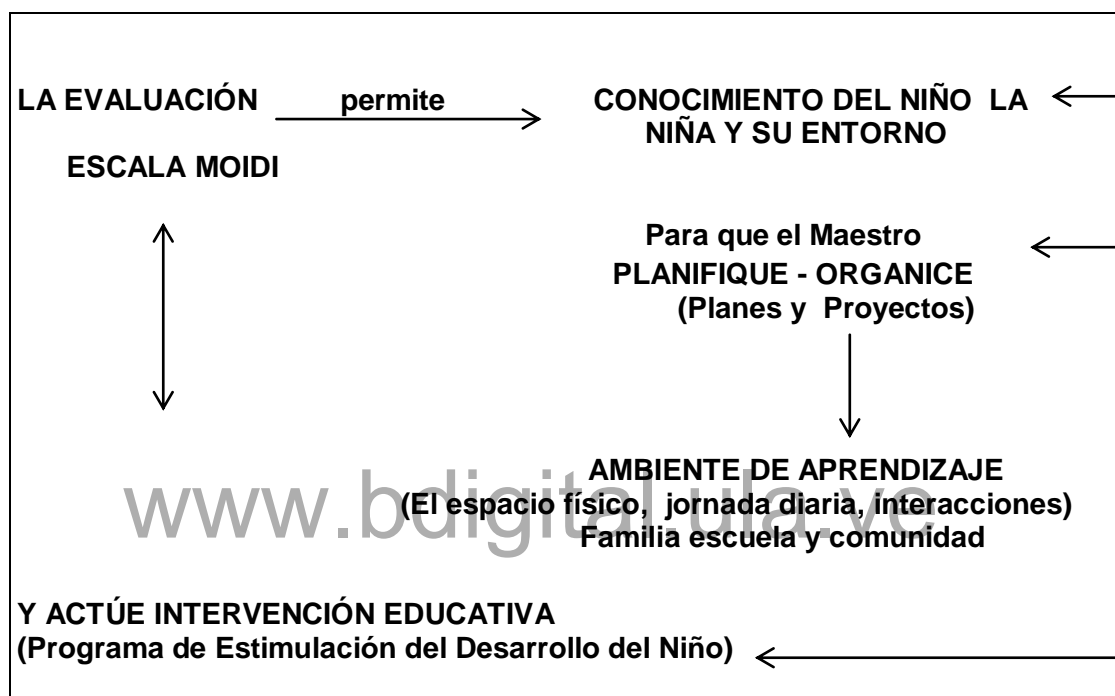 LA EVALUACIÓN permite CONOCIMIENTO DEL NIÑO LA
NIÑA Y SU ENTORNO
ESCALA MOIDI
Para que el Maestro
PLANIFIQUE - ORGANICE
(Planes y Proyectos)
AMBIENTE DE APRENDIZAJE
(El espacio físico, jornada diaria, interacciones)
www.bdigital.ula.ve
Familia escuela y comunidad
Y ACTÚE INTERVENCIÓN EDUCATIVA
(Programa de Estimulación del Desarrollo del Niño)